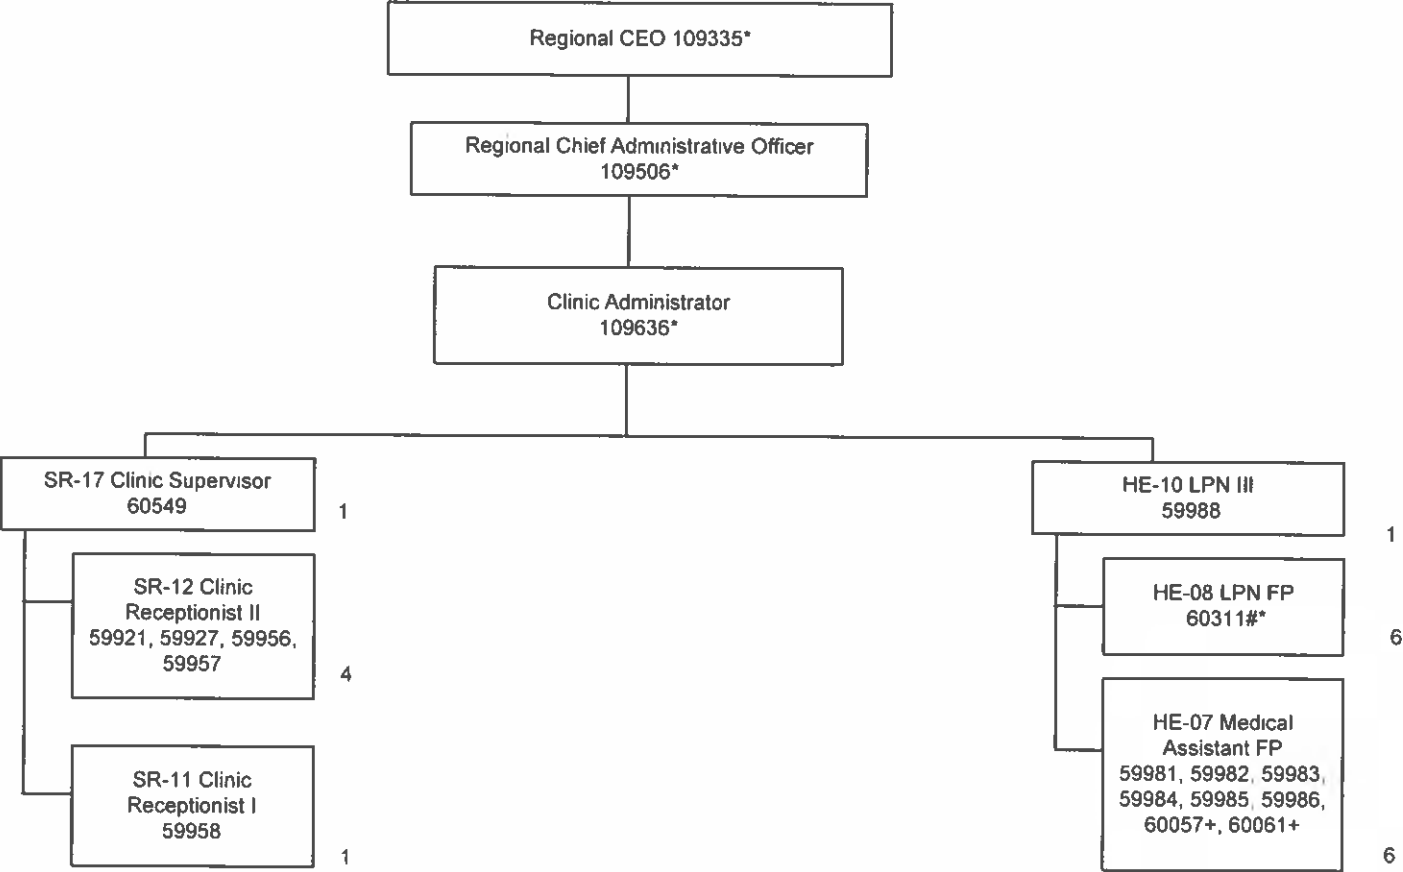 Regional CEO 109335*
Regional Chief Administrative Officer
109506*
Clinic Administrator
109636*
SR-17 Clinic Supervisor
60549
1
SR-12 Clinic
Receptionist II
59921, 59927, 59956,
59957
4
SR-11 Clinic
Receptionist I
59958
1
HE-10 LPN III
59988
1
HE-08 LPN FP
60311#*
6
HE-07 Medical
Assistant FP
59981, 59982, 59983,
59984, 59985, 59986,
60057+, 60061+
6